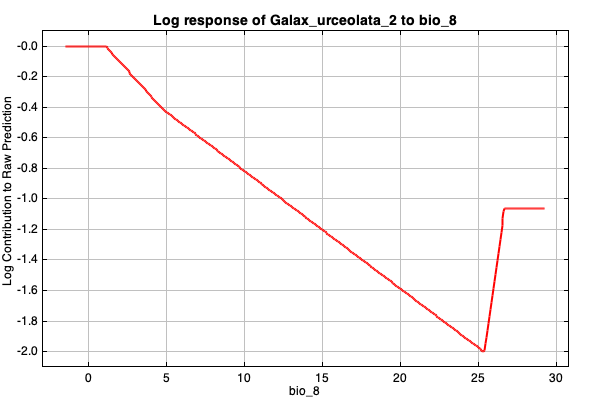 Log response of Galax_urceolata_2 to bio_8
Log Contribution to Raw Prediction
-0.0
-0.2
-0.4
-0.6
-0.8
-1.0
-1.2
-1.4
-1.6
-1.8
-2.0
0 5 10 15 20 25 30
bio_8